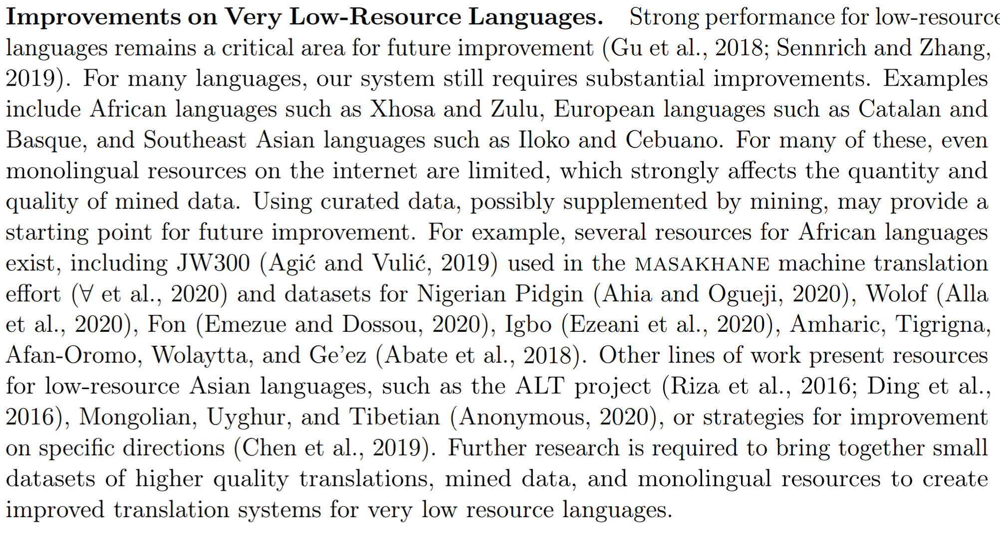 Improvements on Very Low-Resource Languages. Strong performance for low-resource
languages remains a critical area for future improvement (Gu et al., 2018; Sennrich and Zhang,
2019). For many languages, our system still requires substantial improvements. Examples
include African languages such as Xhosa and Zulu, European languages such as Catalan and
Basque, and Southeast Asian languages such as Iloko and Cebuano. For many of these, even
monolingual resources on the internet are limited, which strongly affects the quantity and
quality of mined data. Using curated data, possibly supplemented by mining, may provide a
starting point for future improvement. For example, several resources for African languages
exist, including JW300 (Agić and Vulić, 2019) used in the MASAKHANE machine translation
effort (∀ et al., 2020) and datasets for Nigerian Pidgin (Ahia and Ogueji, 2020), Wolof (Alla
et al., 2020), Fon (Emezue and Dossou, 2020), Igbo (Ezeani et al., 2020), Amharic, Tigrigna,
Afan-Oromo, Wolaytta, and Ge’ez (Abate et al., 2018). Other lines of work present resources
for low-resource Asian languages, such as the ALT project (Riza et al., 2016; Ding et al.,
2016), Mongolian, Uyghur, and Tibetian (Anonymous, 2020), or strategies for improvement
on specific directions (Chen et al., 2019). Further research is required to bring together small
datasets of higher quality translations, mined data, and monolingual resources to create
improved translation systems for very low resource languages.